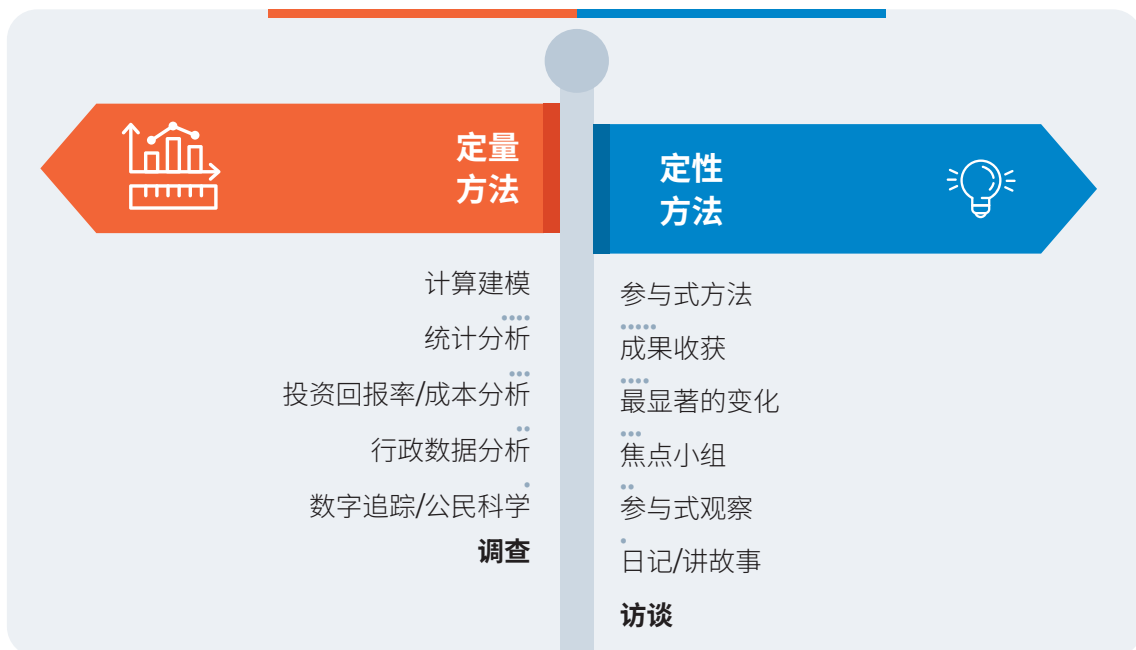 定量
方法
计算建模
统计分析
投资回报率/成本分析
行政数据分析
数字追踪/公民科学
调查
定性
方法
参与式方法
成果收获
最显著的变化
焦点小组
参与式观察
日记/讲故事
访谈